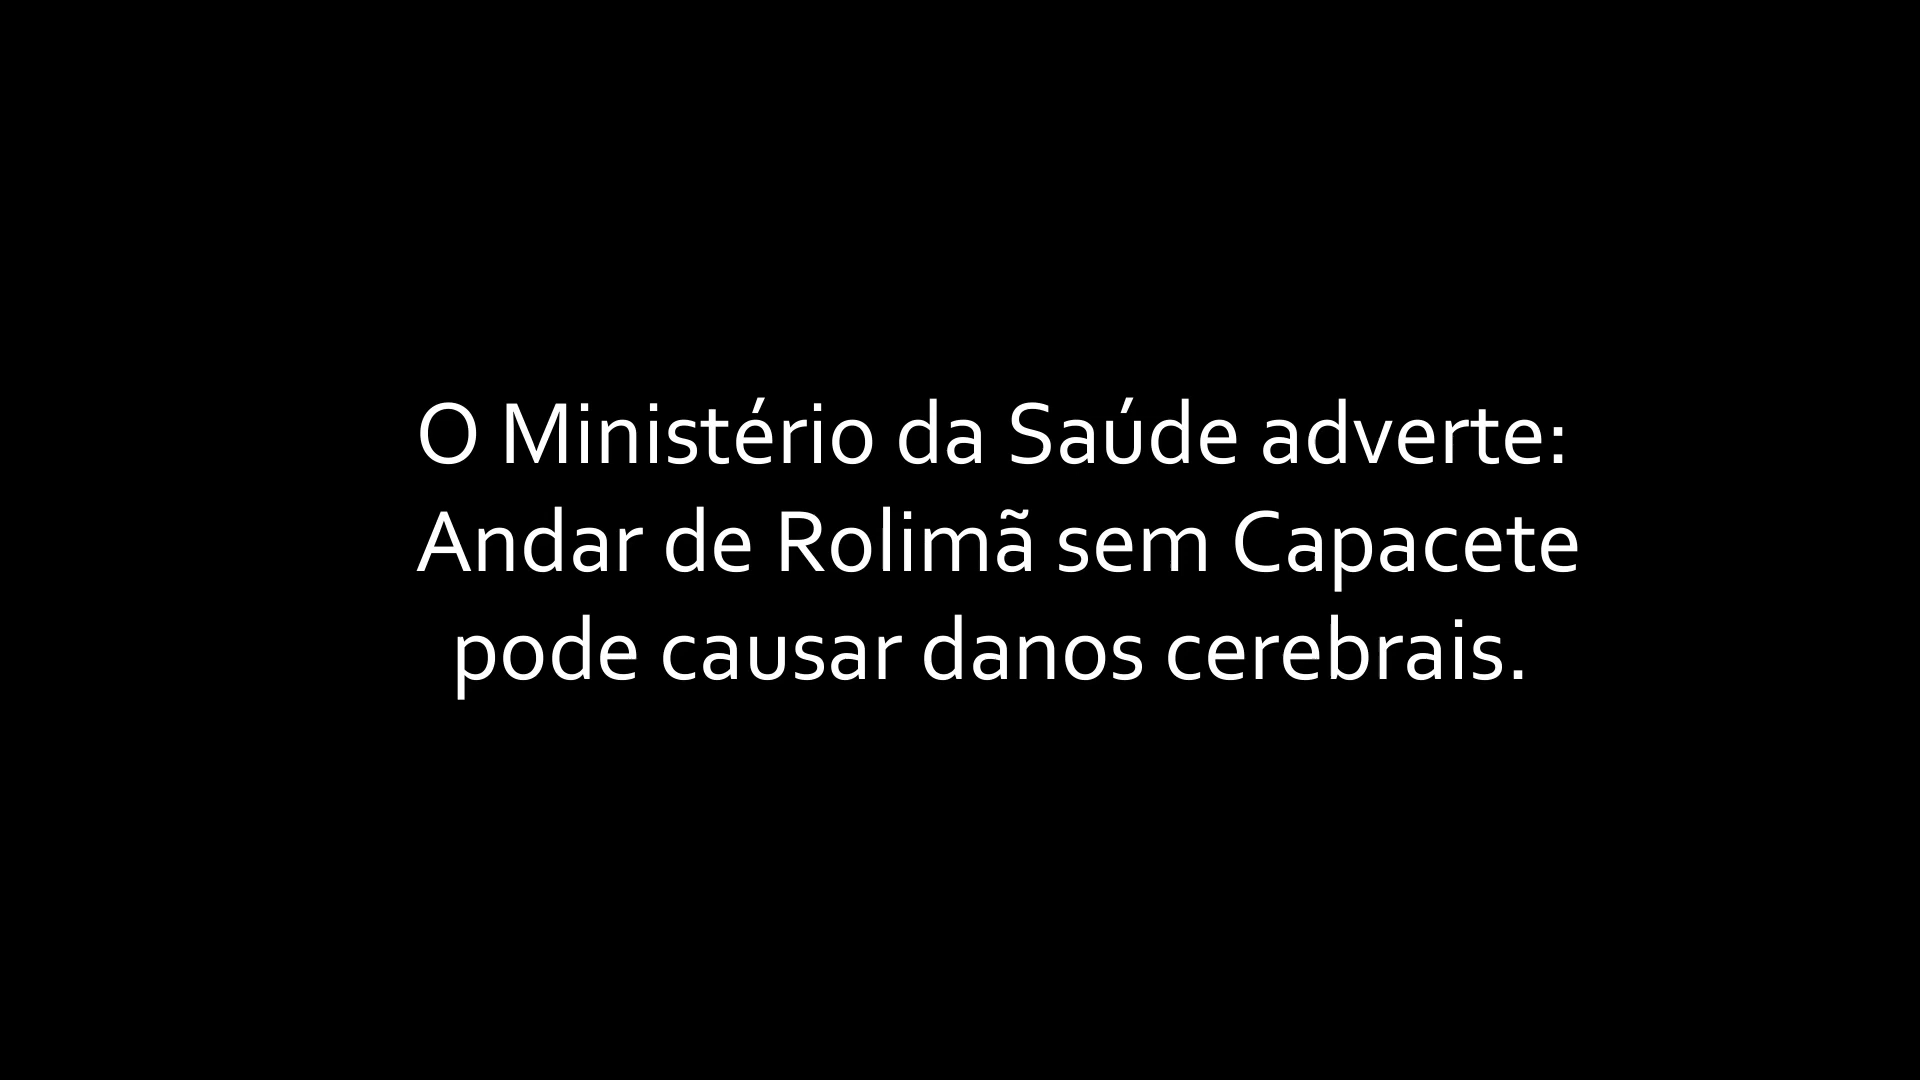 O Ministério da Saúde adverte:
Andar de Rolimã sem Capacete
pode causar danos cerebrais.